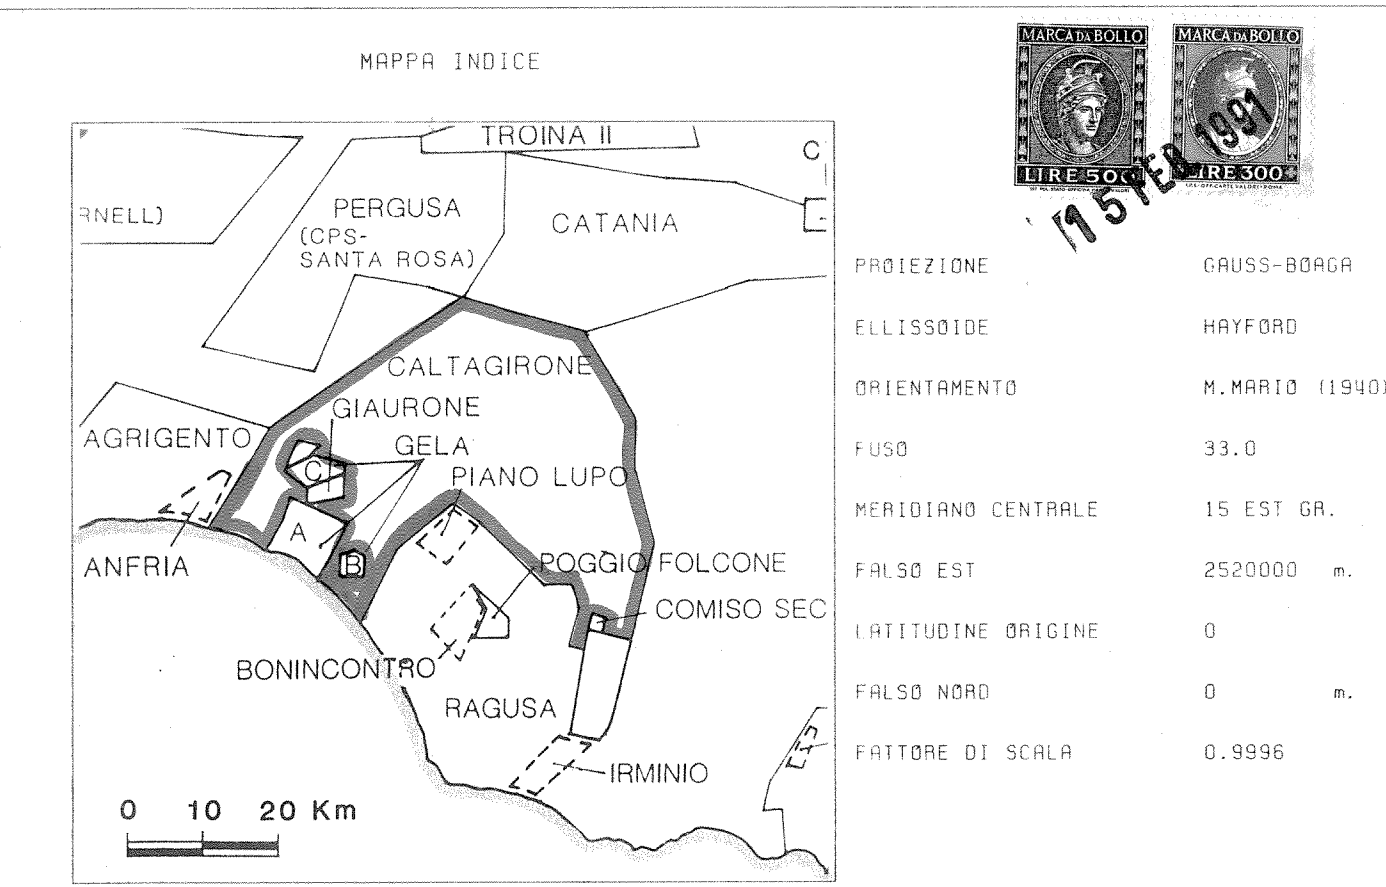 MAPPA INDICE
MARCA DA BOLLO
LIRE 500
MARCA DA BOLLO
LIRE 300
15 FEB. 1991
TROINA II
C
RNELL)
PERGUSA
(CPS-
SANTA ROSA)
CATANIA
CALTAGIRONE
GIAURONE
AGRIGENTO
GELA
C
PIANO LUPO
A
B
ANFRIA
POGGIO FOLCONE
COMISO SEC
BONINCONTRO
RAGUSA
IRMINIO
0 10 20 Km
PROIEZIONE GAUSS-BOAGA
ELLISSOIDE HAYFORD
ORIENTAMENTO M.MARIO (1940)
FUSO 33.0
MERIDIANO CENTRALE 15 EST GR.
FALSO EST 2520000 m.
LATITUDINE ORIGINE 0
FALSO NORD 0 m.
FATTORE DI SCALA 0.9996